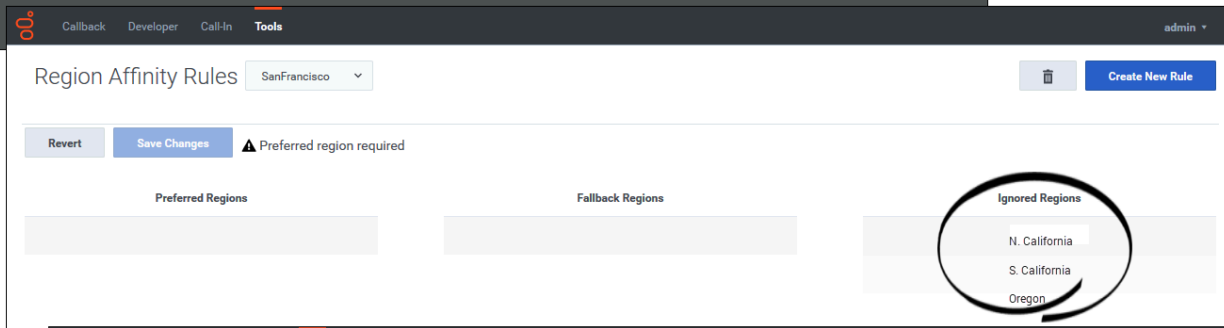 Callback Developer Call-In Tools admin
Region Affinity Rules SanFrancisco Create New Rule
Revert Save Changes Preferred region required
Preferred Regions Fallback Regions Ignored Regions
N. California
S. California
Oregon